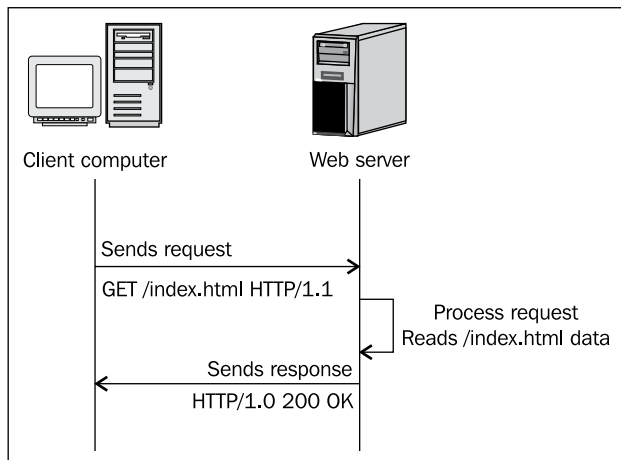 Client computer
Web server
Sends request
GET /index.html HTTP/1.1
Process request
Reads /index.html data
Sends response
HTTP/1.0 200 OK